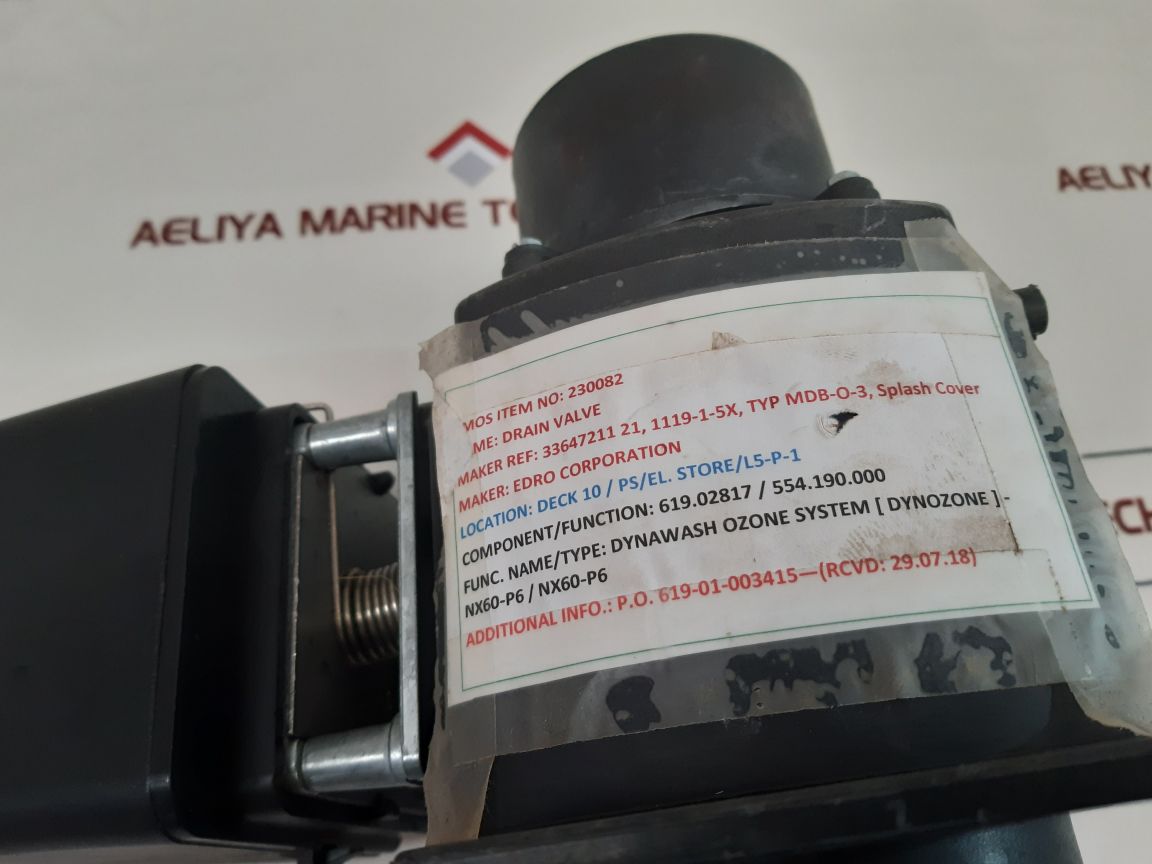 AELIYA MARINE
AELIY
MOS ITEM NO: 230082
ME: DRAIN VALVE
MAKER REF: 33647211 21, 1119-1-5X, TYP MDB-O-3, Splash Cover
MAKER: EDRO CORPORATION
LOCATION: DECK 10 / PS/EL. STORE/L5-P-1
COMPONENT/FUNCTION: 619.02817 / 554.190.000
FUNC. NAME/TYPE: DYNAWASH OZONE SYSTEM [ DYNOZONE ] -
NX60-P6 / NX60-P6
ADDITIONAL INFO.: P.O. 619-01-003415—(RCVD: 29.07.18)